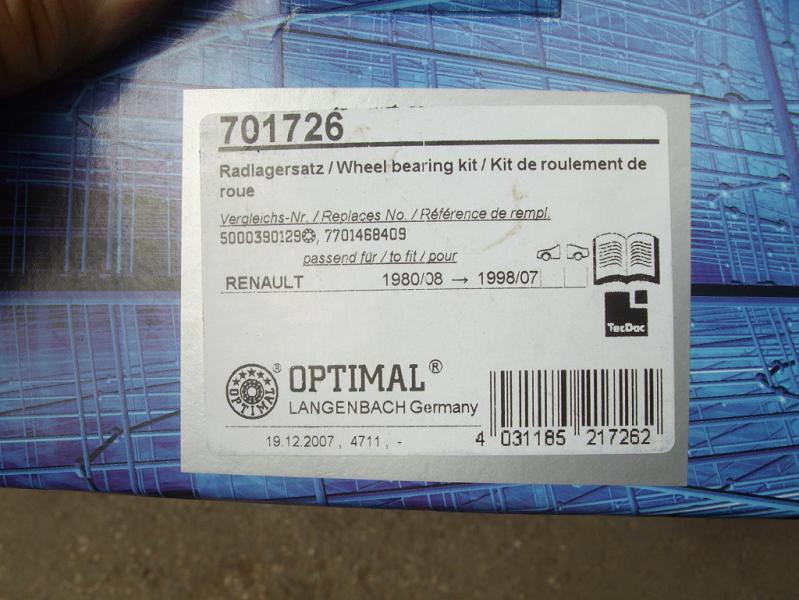 701726
Radlagersatz / Wheel bearing kit / Kit de roulement de
roue
Vergleichs-Nr. / Replaces No. / Référence de rempl.
5000390129, 7701468409
passend für / to fit / pour
RENAULT 1980/08 → 1998/07
TecDoc
OPTIMAL
OPTIMAL®
LANGENBACH Germany
19.12.2007, 4711, -
4 031185 217262